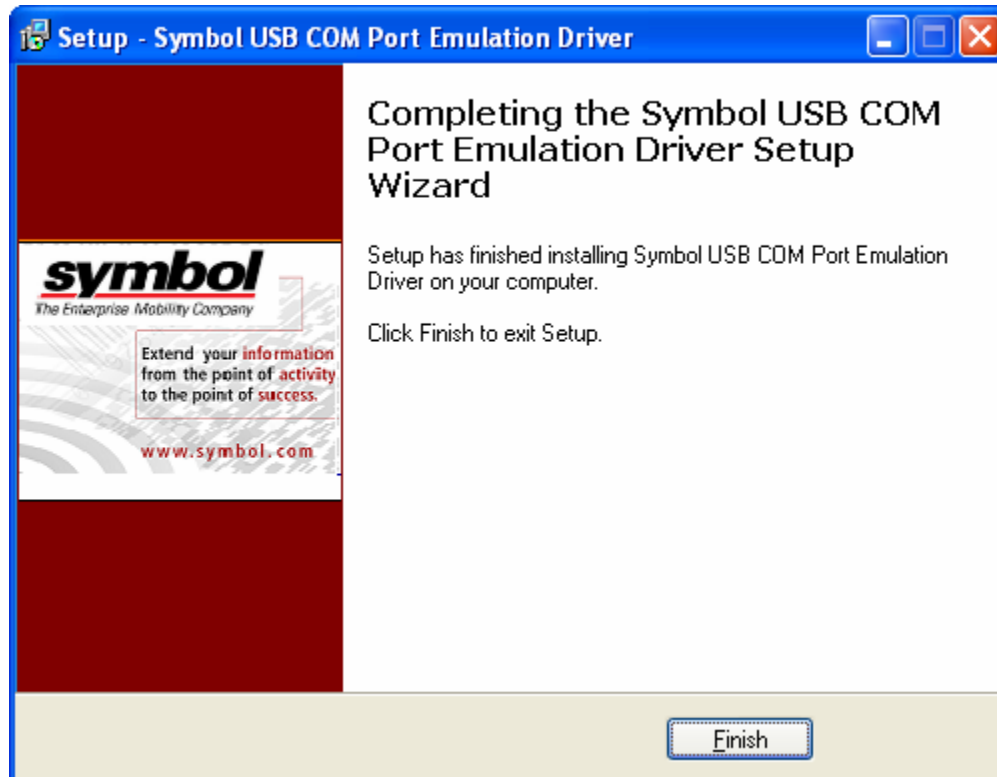 Setup - Symbol USB COM Port Emulation Driver
Completing the Symbol USB COM
Port Emulation Driver Setup
Wizard
Setup has finished installing Symbol USB COM Port Emulation
Driver on your computer.
Click Finish to exit Setup.
symbol
The Enterprise Mobility Company
Extend your information
from the point of activity
to the point of success.
www.symbol.com
Finish